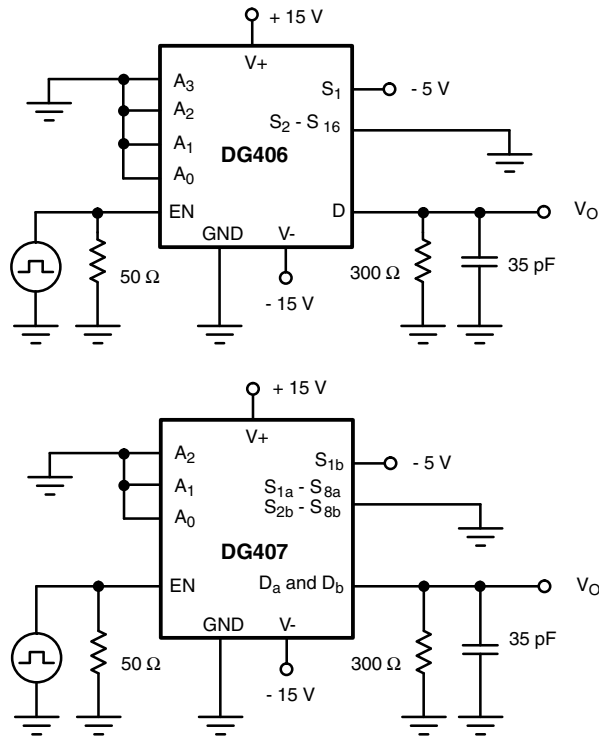 + 15 V
V+
A3
S1
- 5 V
A2
S2 - S 16
A1
DG406
A0
EN
D
VO
GND
V-
50 Ω
300 Ω
35 pF
- 15 V
+ 15 V
V+
A2
S1b
- 5 V
A1
S1a - S8a
A0
S2b - S8b
DG407
EN
Da and Db
VO
GND
V-
50 Ω
300 Ω
35 pF
- 15 V